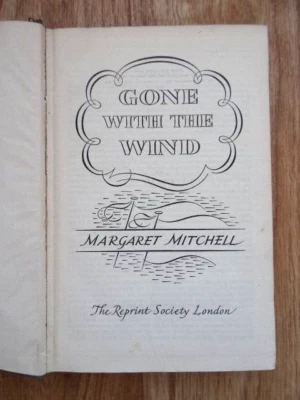 GONE
WITH THE
WIND
MARGARET MITCHELL
The Reprint Society London